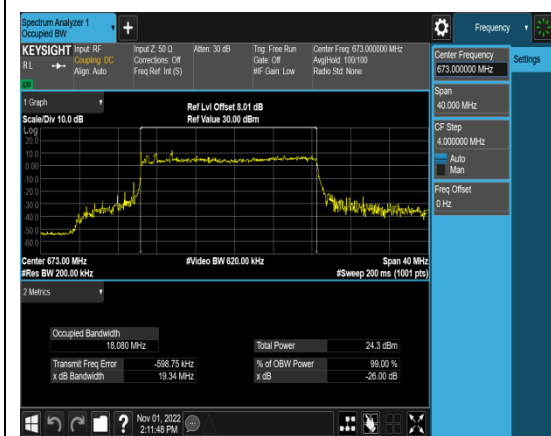 Spectrum Analyzer 1
Occupied BW
Frequency
KEYSIGHT
Input: RF
Input Z: 50 Ω
Atten: 30 dB
Trig: Free Run
Center Freq: 673.000000 MHz
RL
Coupling: DC
Corrections: Off
Gate: Off
Avg|Hold: 100/100
Align: Auto
Freq Ref: Int (S)
#IF Gain: Low
Radio Std: None
Center Frequency
673.000000 MHz
Settings
Span
40.000 MHz
CF Step
4.000000 MHz
Auto
Man
Freq Offset
0 Hz
1 Graph
Scale/Div 10.0 dB
Ref Lvl Offset 8.01 dB
Ref Value 30.00 dBm
Log
20.0
10.0
0.00
-10.0
-20.0
-30.0
-40.0
-50.0
-60.0
Center 673.00 MHz
#Video BW 620.00 kHz
Span 40 MHz
#Res BW 200.00 kHz
#Sweep 200 ms (1001 pts)
2 Metrics
Occupied Bandwidth
18.080 MHz
Total Power
24.3 dBm
Transmit Freq Error
-598.75 kHz
% of OBW Power
99.00 %
x dB Bandwidth
19.34 MHz
x dB
-26.00 dB
Nov 01, 2022
2:11:48 PM